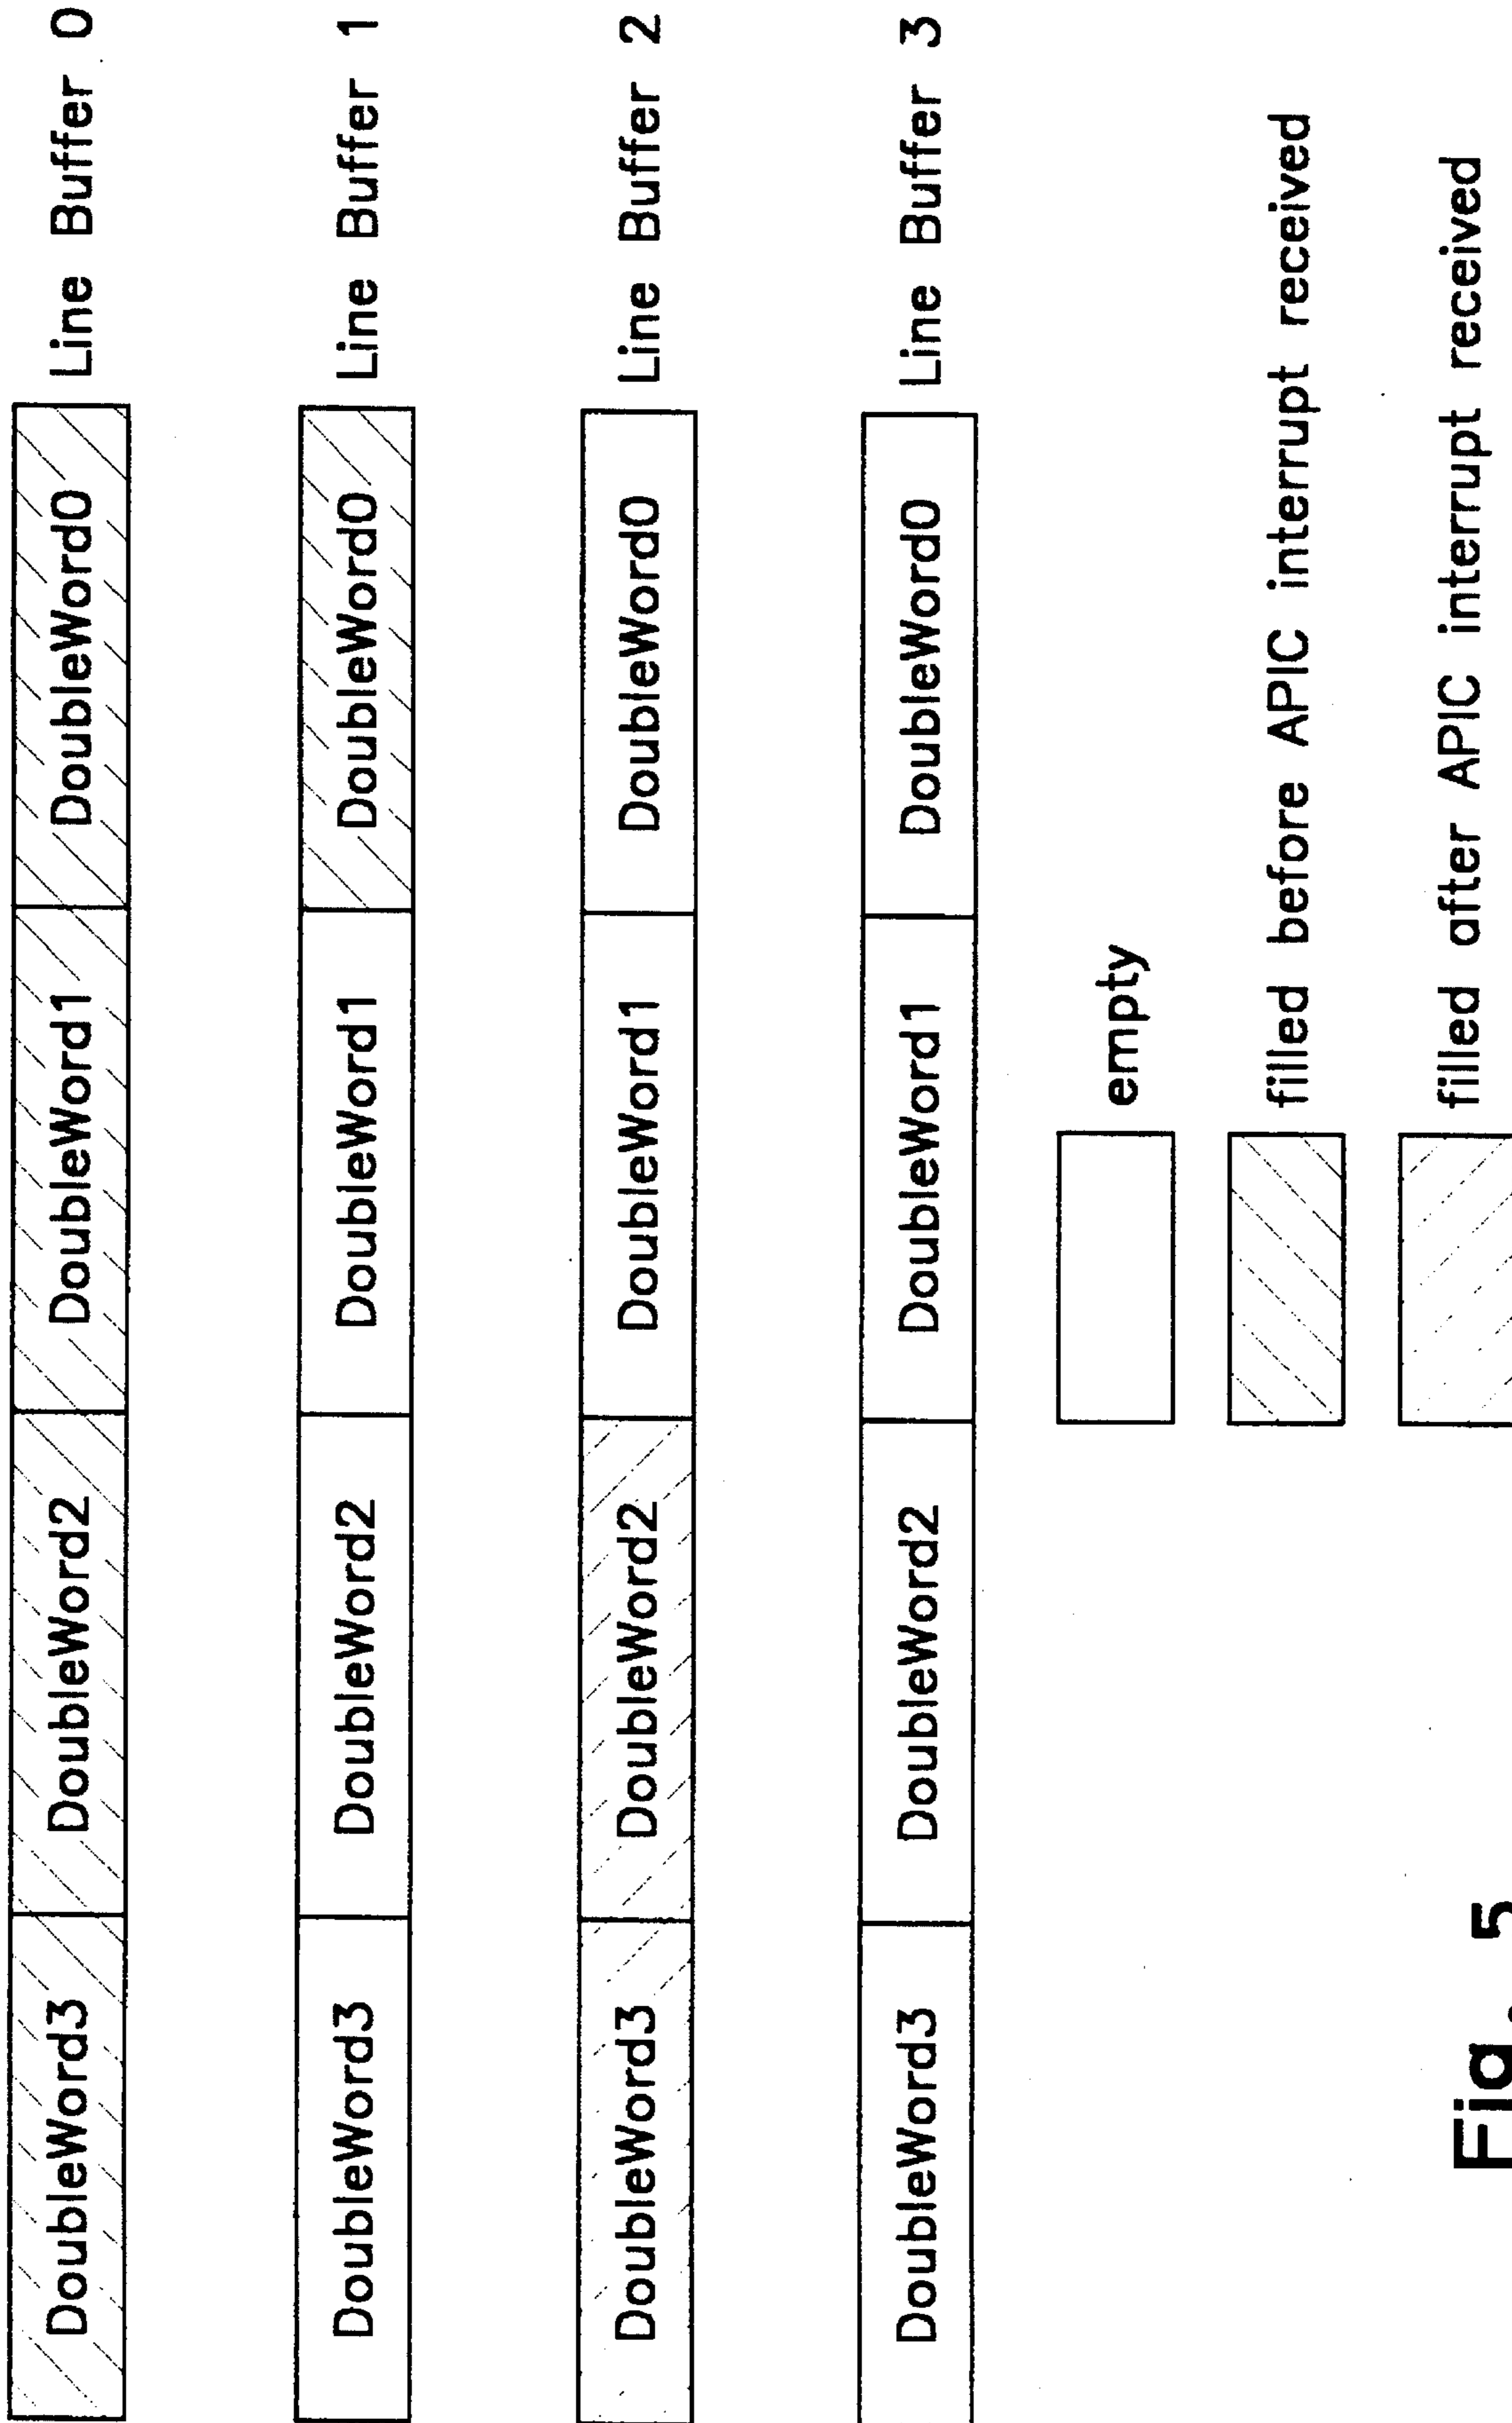 DoubleWord3 DoubleWord2 DoubleWord1 DoubleWord0 Line Buffer 0
DoubleWord3 DoubleWord2 DoubleWord1 DoubleWord0 Line Buffer 1
DoubleWord3 DoubleWord2 DoubleWord1 DoubleWord0 Line Buffer 2
DoubleWord3 DoubleWord2 DoubleWord1 DoubleWord0 Line Buffer 3
empty
filled before APIC interrupt received
filled after APIC interrupt received
Fig. 5